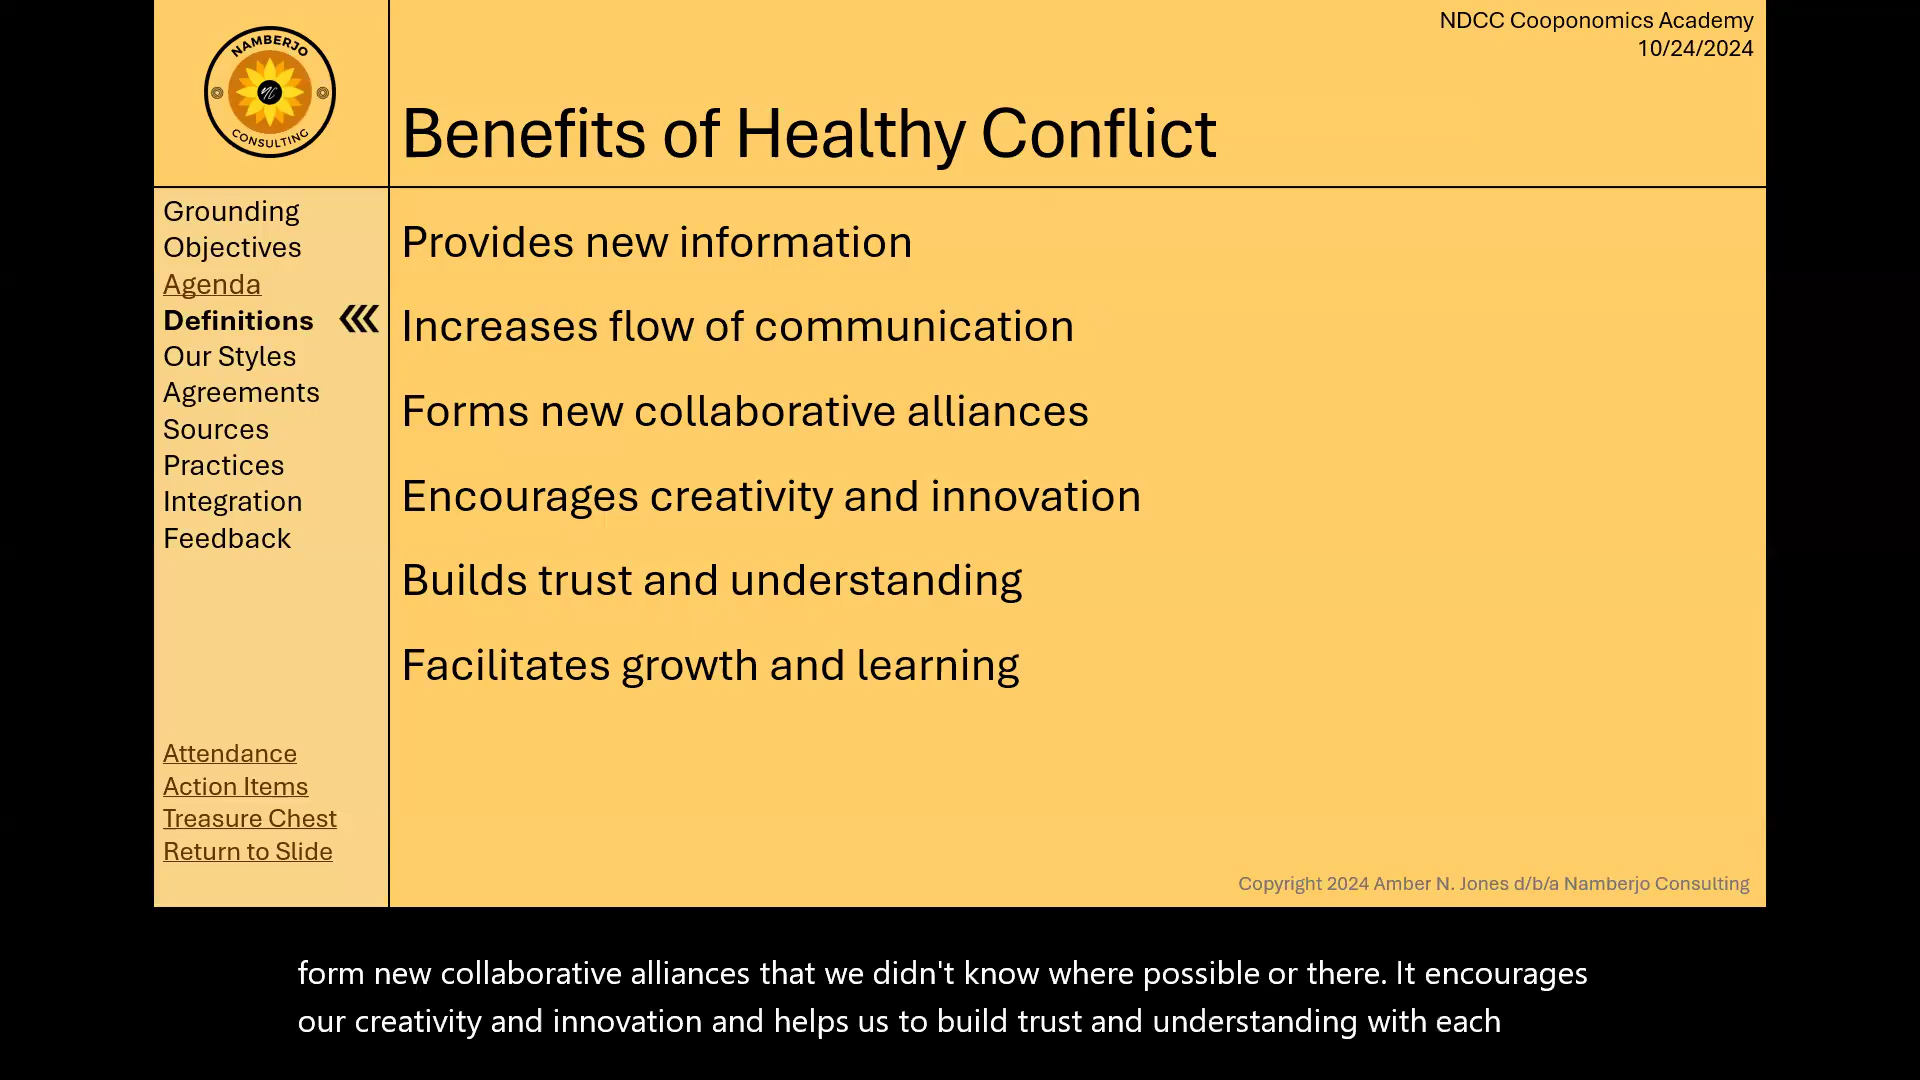 NAMBERJO
CONSULTING
NDCC Cooponomics Academy
10/24/2024
Benefits of Healthy Conflict
Grounding
Objectives
Agenda
Definitions
Our Styles
Agreements
Sources
Practices
Integration
Feedback
Attendance
Action Items
Treasure Chest
Return to Slide
Provides new information
Increases flow of communication
Forms new collaborative alliances
Encourages creativity and innovation
Builds trust and understanding
Facilitates growth and learning
Copyright 2024 Amber N. Jones d/b/a Namberjo Consulting
form new collaborative alliances that we didn't know where possible or there. It encourages
our creativity and innovation and helps us to build trust and understanding with each